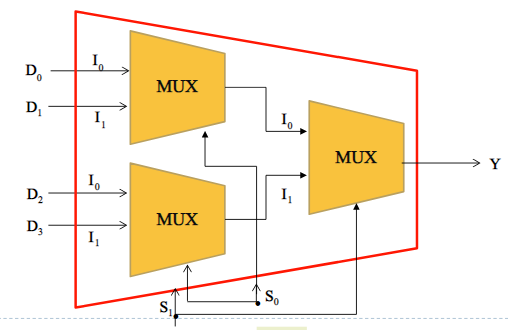 D0 I0 MUX
D1 I1
I0 MUX Y
I1
D2 I0 MUX
D3 I1
S1 S0